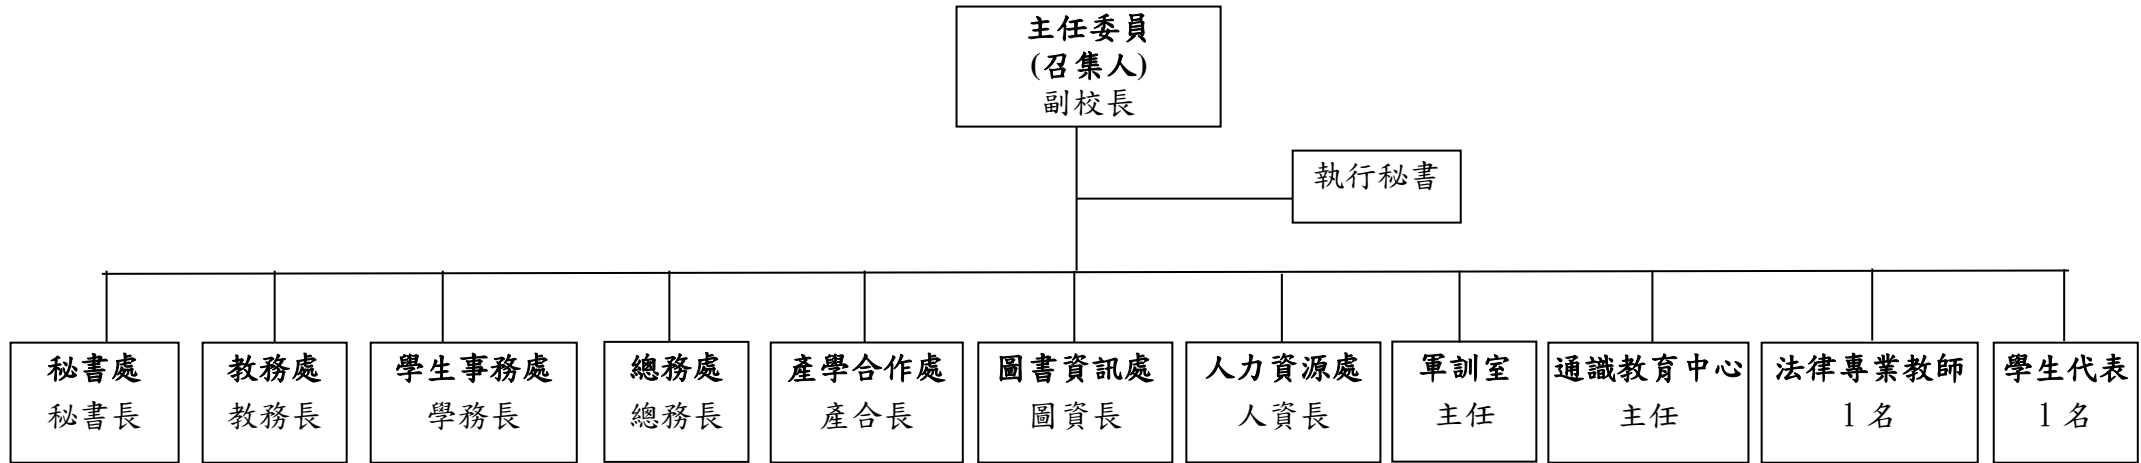 主任委員
(召集人)
副校長
執行秘書
秘書處
秘書長
教務處
教務長
學生事務處
學務長
總務處
總務長
產學合作處
產合長
圖書資訊處
圖資長
人力資源處
人資長
軍訓室
主任
通識教育中心
主任
法律專業教師
1 名
學生代表
1 名